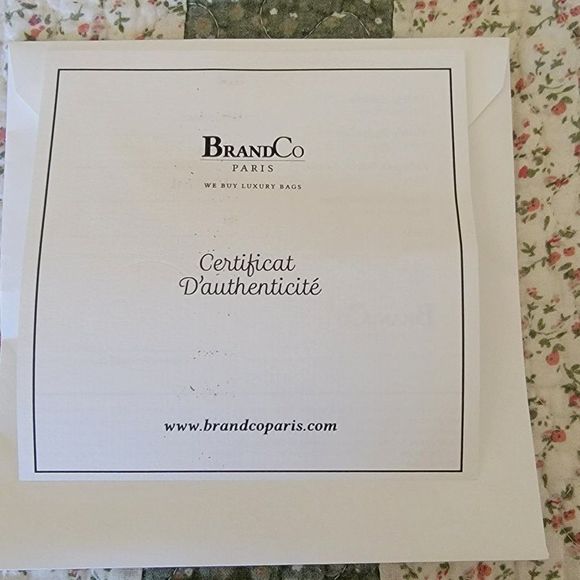 BRANDCO
PARIS
WE BUY LUXURY BAGS
Certificat
D'authenticité
www.brandcoparis.com